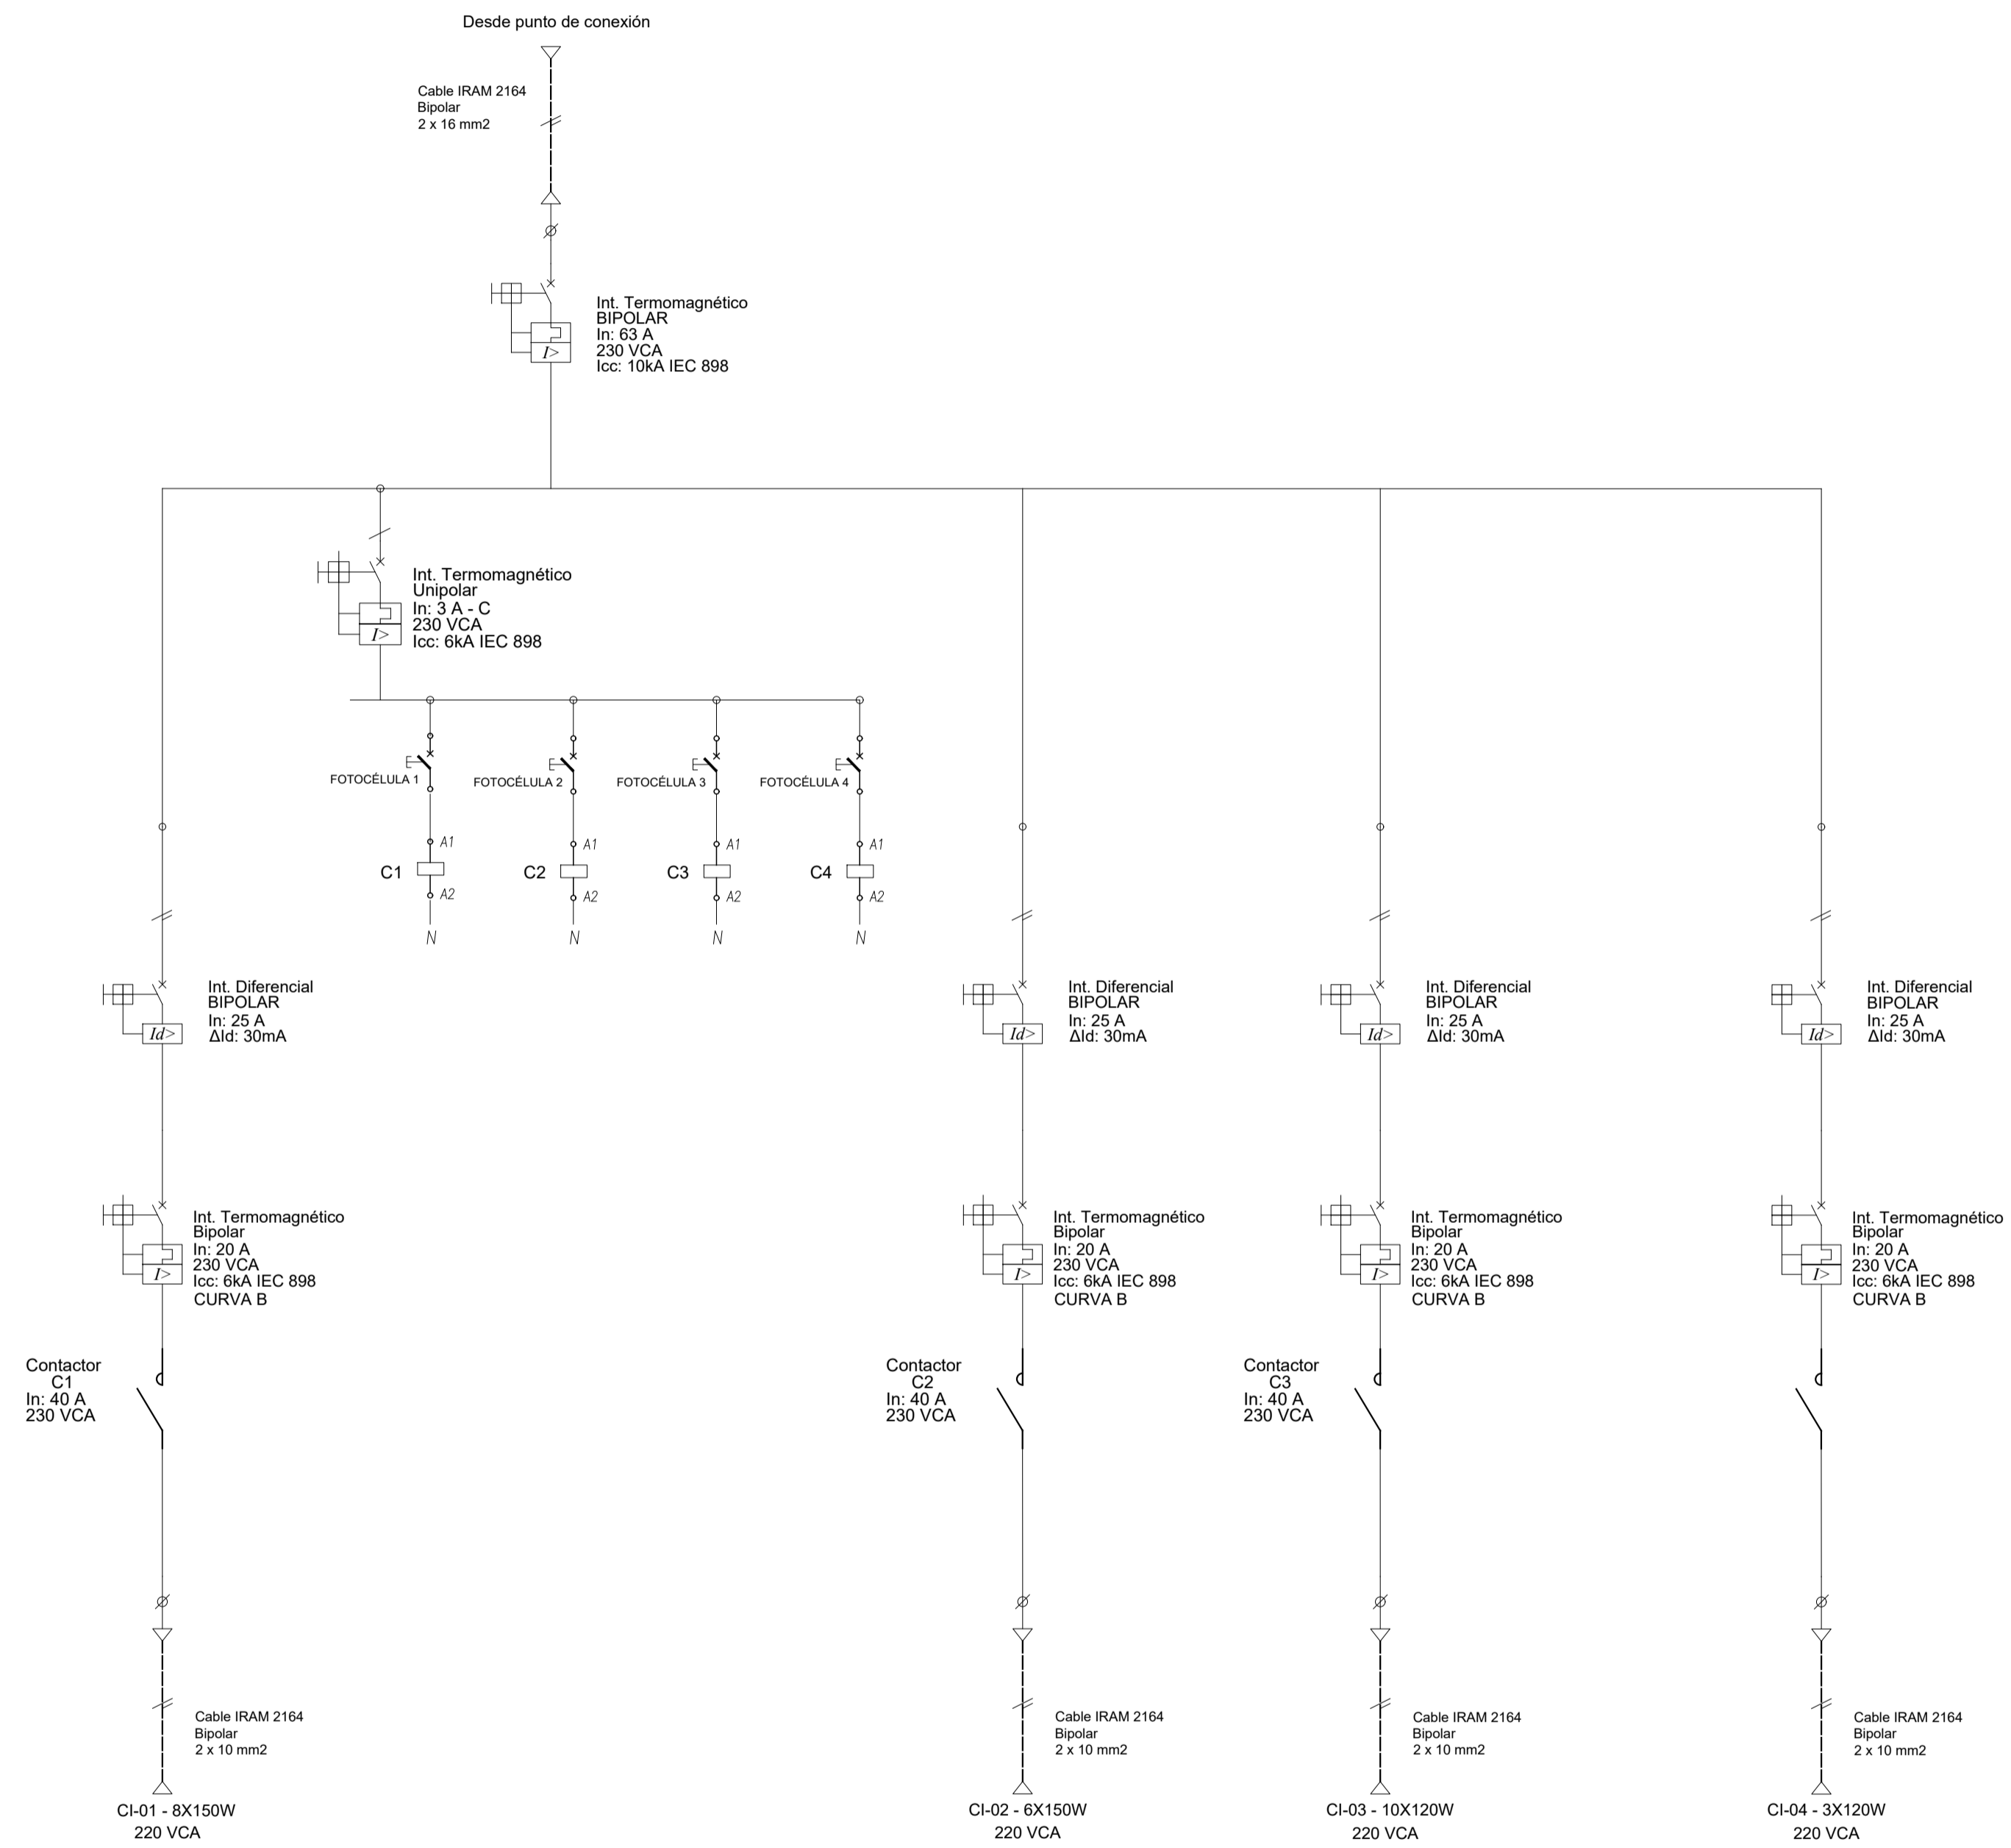 Desde punto de conexión
Cable IRAM 2164
Bipolar
2 x 16 mm2
Int. Termomagnético
BIPOLAR
In: 63 A
230 VCA
Icc: 10kA IEC 898
I>
Int. Termomagnético
Unipolar
In: 3 A - C
230 VCA
Icc: 6kA IEC 898
I>
FOTOCÉLULA 1
FOTOCÉLULA 2
FOTOCÉLULA 3
FOTOCÉLULA 4
A1
C1
A2
N
A1
C2
A2
N
A1
C3
A2
N
A1
C4
A2
N
Int. Diferencial
BIPOLAR
In: 25 A
ΔId: 30mA
Id>
Int. Diferencial
BIPOLAR
In: 25 A
ΔId: 30mA
Id>
Int. Diferencial
BIPOLAR
In: 25 A
ΔId: 30mA
Id>
Int. Diferencial
BIPOLAR
In: 25 A
ΔId: 30mA
Id>
Int. Termomagnético
Bipolar
In: 20 A
230 VCA
Icc: 6kA IEC 898
CURVA B
I>
Int. Termomagnético
Bipolar
In: 20 A
230 VCA
Icc: 6kA IEC 898
CURVA B
I>
Int. Termomagnético
Bipolar
In: 20 A
230 VCA
Icc: 6kA IEC 898
CURVA B
I>
Int. Termomagnético
Bipolar
In: 20 A
230 VCA
Icc: 6kA IEC 898
CURVA B
I>
Contactor
C1
In: 40 A
230 VCA
Contactor
C2
In: 40 A
230 VCA
Contactor
C3
In: 40 A
230 VCA
Cable IRAM 2164
Bipolar
2 x 10 mm2
Cable IRAM 2164
Bipolar
2 x 10 mm2
Cable IRAM 2164
Bipolar
2 x 10 mm2
Cable IRAM 2164
Bipolar
2 x 10 mm2
CI-01 - 8X150W
220 VCA
CI-02 - 6X150W
220 VCA
CI-03 - 10X120W
220 VCA
CI-04 - 3X120W
220 VCA